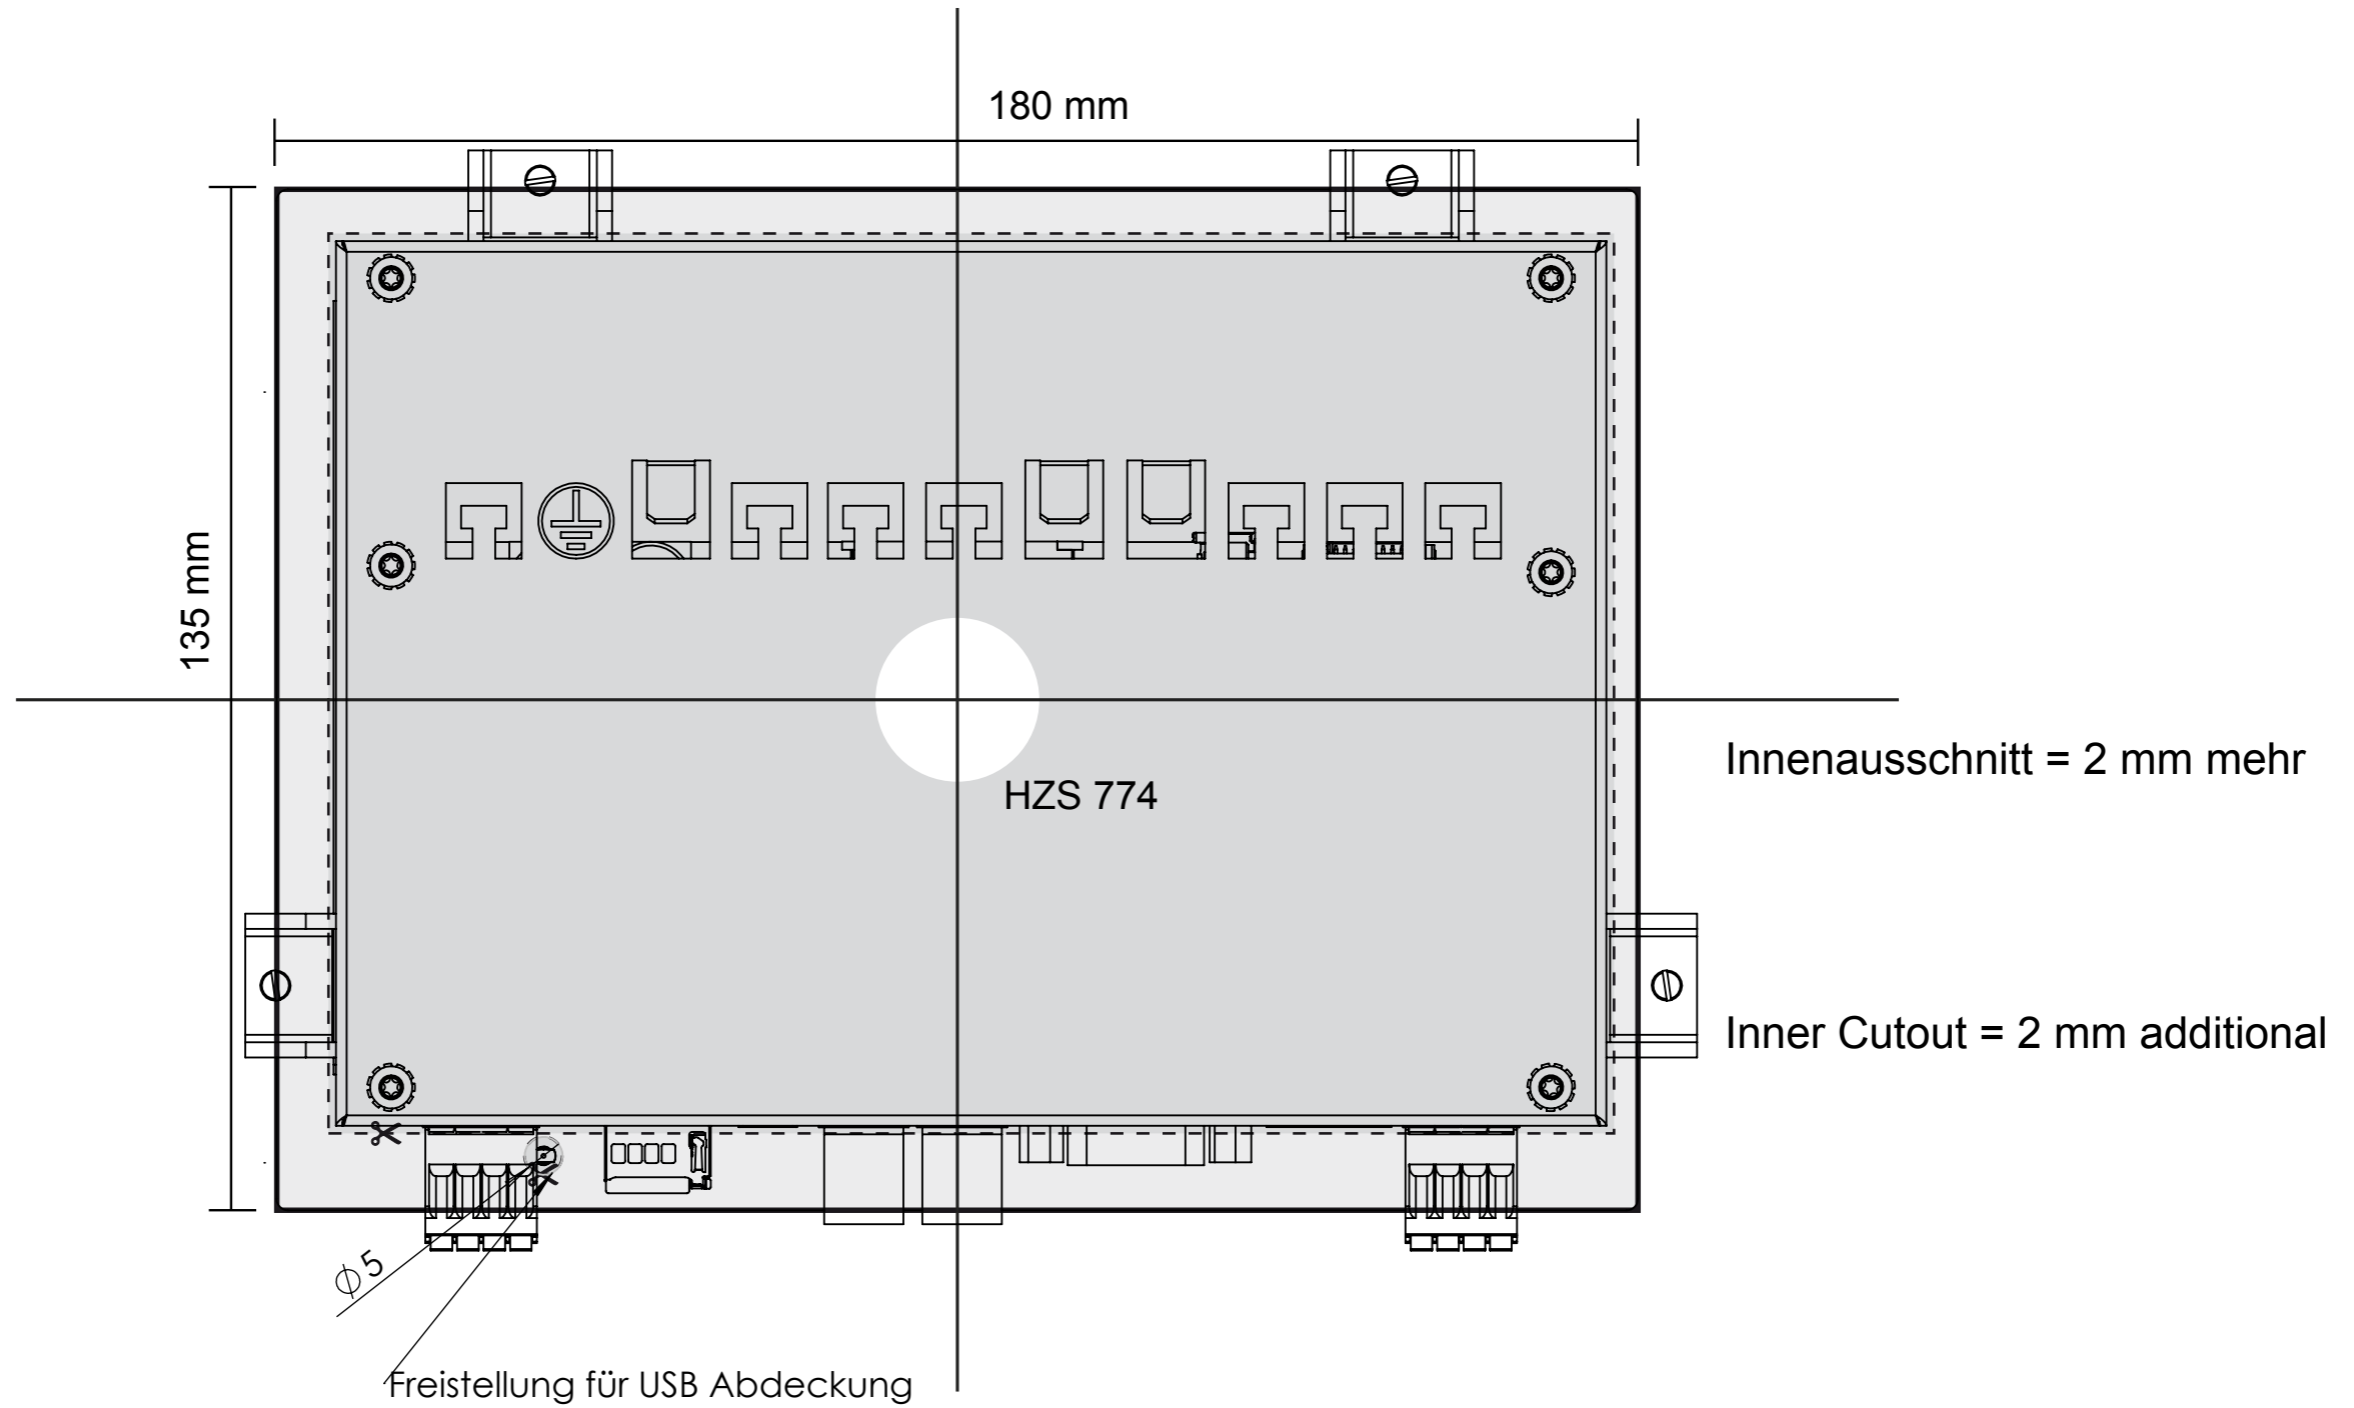 180 mm
135 mm
HZS 774
Innenausschnitt = 2 mm mehr
Inner Cutout = 2 mm additional
⌀5
Freistellung für USB Abdeckung